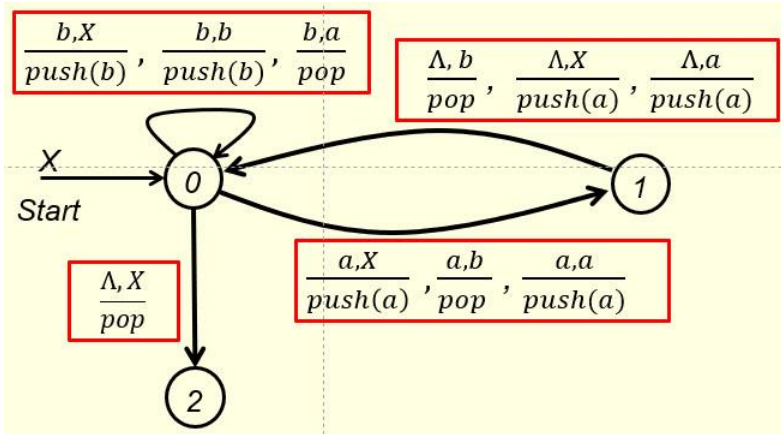 b,X/push(b) , b,b/push(b) , b,a/pop
Λ, b/pop , Λ,X/push(a) , Λ,a/push(a)
X
0
1
Start
a,X/push(a) , a,b/pop , a,a/push(a)
Λ, X/pop
2